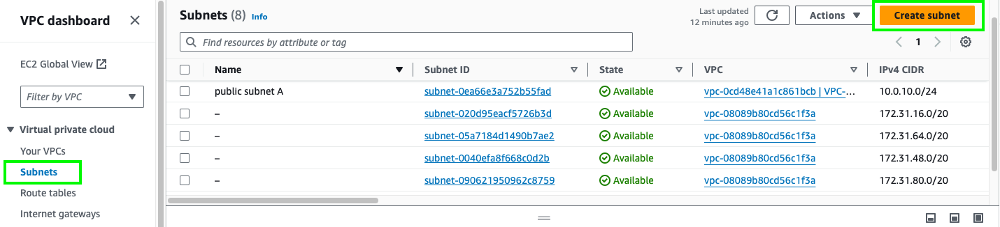 VPC dashboard
EC2 Global View
Filter by VPC
Virtual private cloud
Your VPCs
Subnets
Route tables
Internet gateways
Subnets (8) Info
Last updated
12 minutes ago
Actions
Create subnet
Find resources by attribute or tag
1
Name Subnet ID State VPC IPv4 CIDR
public subnet A subnet-0ea66e3a752b55fad Available vpc-0cd48e41a1c861bcb | VPC-… 10.0.10.0/24
– subnet-020d95eacf5726b3d Available vpc-08089b80cd56c1f3a 172.31.16.0/20
– subnet-05a7184d1490b7ae2 Available vpc-08089b80cd56c1f3a 172.31.64.0/20
– subnet-0040efa8f668c0d2b Available vpc-08089b80cd56c1f3a 172.31.48.0/20
– subnet-090621950962c8759 Available vpc-08089b80cd56c1f3a 172.31.80.0/20